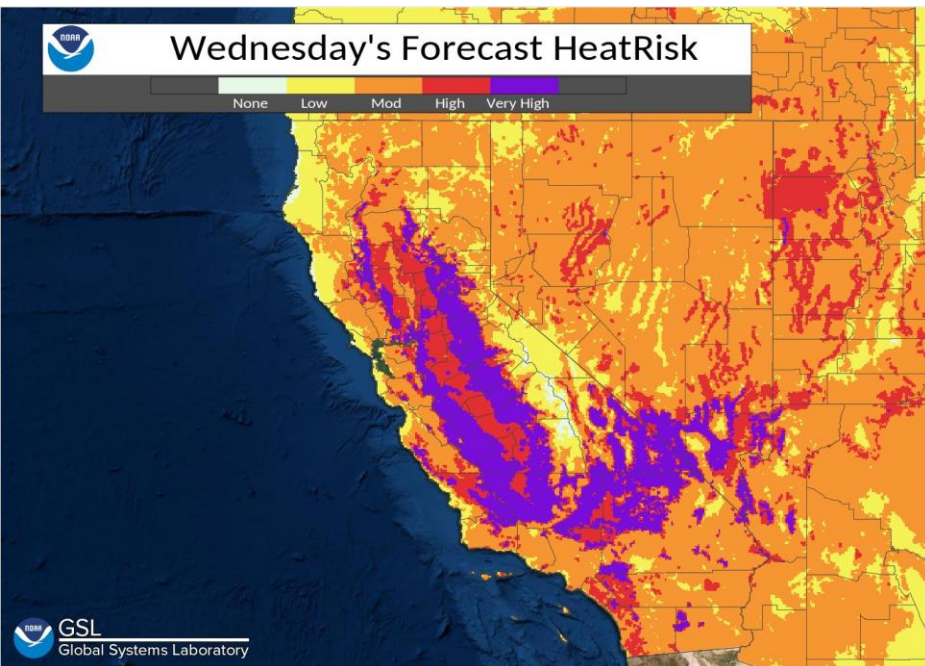 NOAA
Wednesday's Forecast HeatRisk
None Low Mod High Very High
NOAA
GSL
Global Systems Laboratory